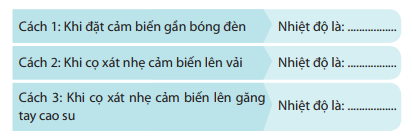 Cách 1: Khi đặt cảm biến gần bóng đèn Nhiệt độ là: .................
Cách 2: Khi cọ xát nhẹ cảm biến lên vải Nhiệt độ là: .................
Cách 3: Khi cọ xát nhẹ cảm biến lên găng
tay cao su Nhiệt độ là: .................